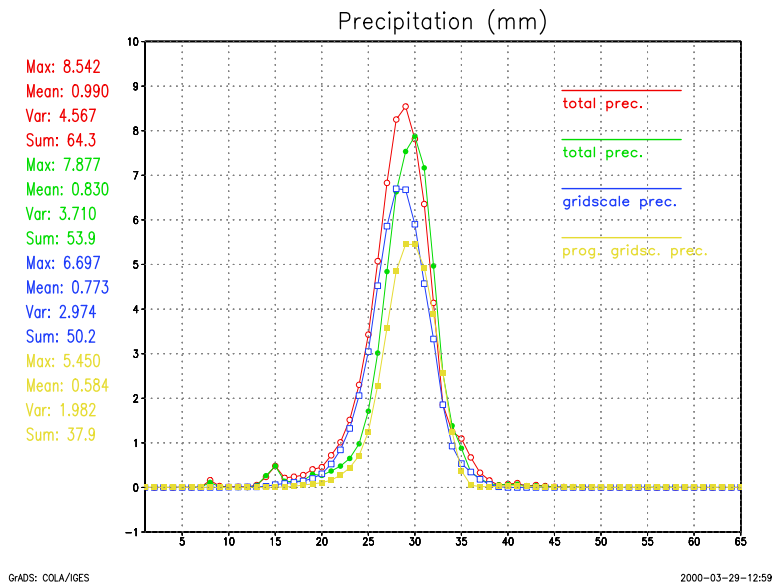 Precipitation (mm)
Max: 8.542
Mean: 0.990
Var: 4.567
Sum: 64.3
Max: 7.877
Mean: 0.830
Var: 3.710
Sum: 53.9
Max: 6.697
Mean: 0.773
Var: 2.974
Sum: 50.2
Max: 5.450
Mean: 0.584
Var: 1.982
Sum: 37.9
10
9
8
7
6
5
4
3
2
1
0
-1
total prec.
total prec.
gridscale prec.
prog. gridsc. prec.
5 10 15 20 25 30 35 40 45 50 55 60 65
GrADS: COLA/IGES
2000-03-29-12:59